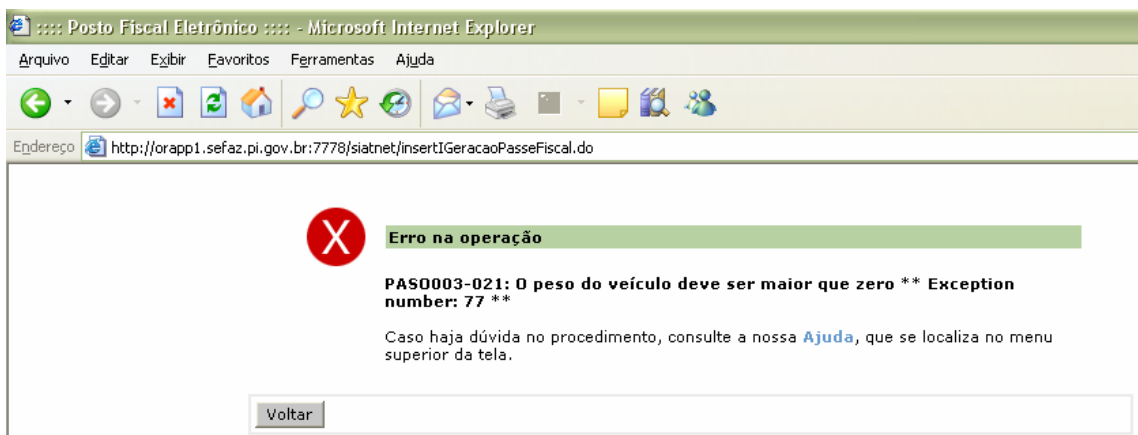 :::: Posto Fiscal Eletrônico :::: - Microsoft Internet Explorer
Arquivo Editar Exibir Favoritos Ferramentas Ajuda
Endereço http://orapp1.sefaz.pi.gov.br:7778/siatnet/insertIGeracaoPasseFiscal.do
X
Erro na operação
PAS0003-021: O peso do veículo deve ser maior que zero ** Exception
number: 77 **
Caso haja dúvida no procedimento, consulte a nossa Ajuda, que se localiza no menu
superior da tela.
Voltar